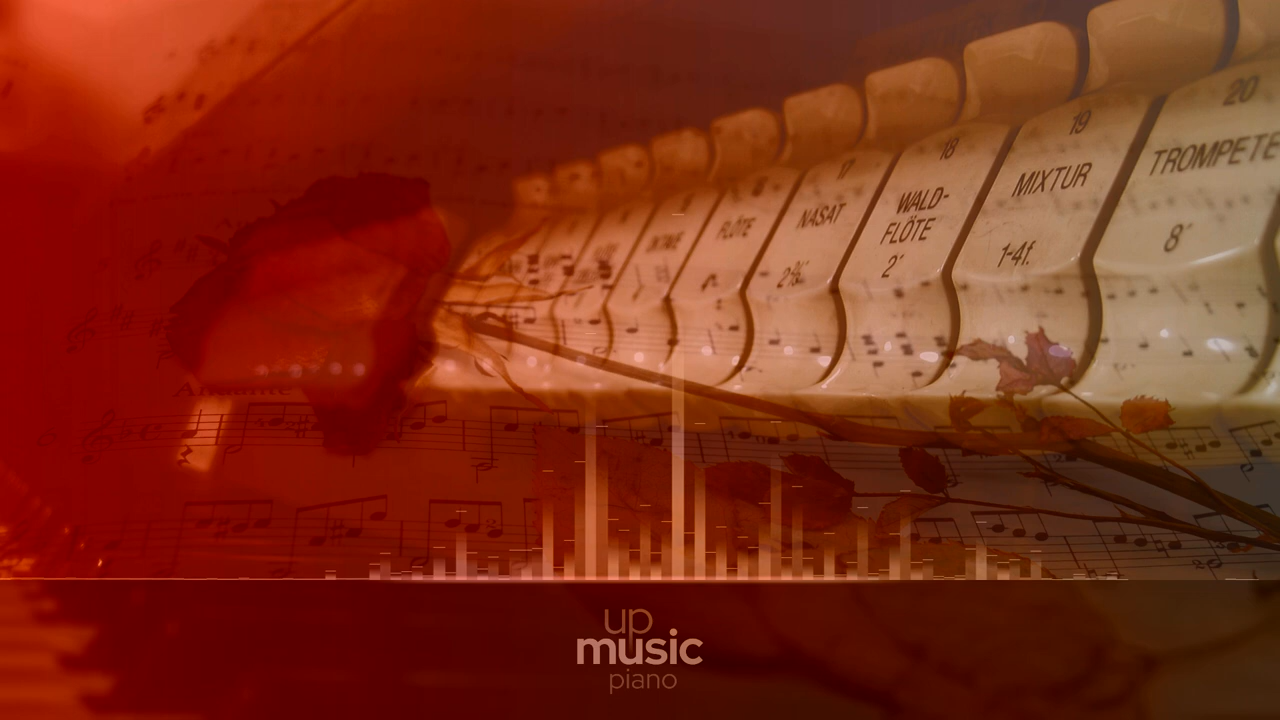 20
TROMPETE
8´
19
MIXTUR
1-4f.
18
WALD-
FLÖTE
2´
17
NASAT
2⅔´
FLÖTE
up
music
piano